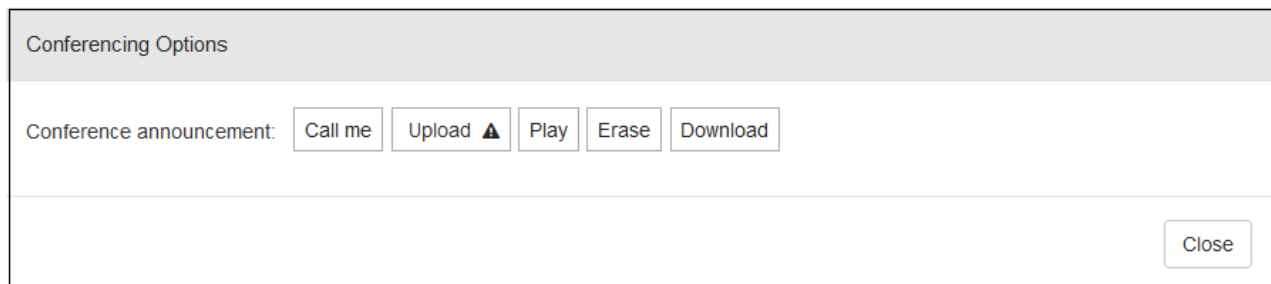 Conferencing Options
Conference announcement: Call me Upload Play Erase Download
Close